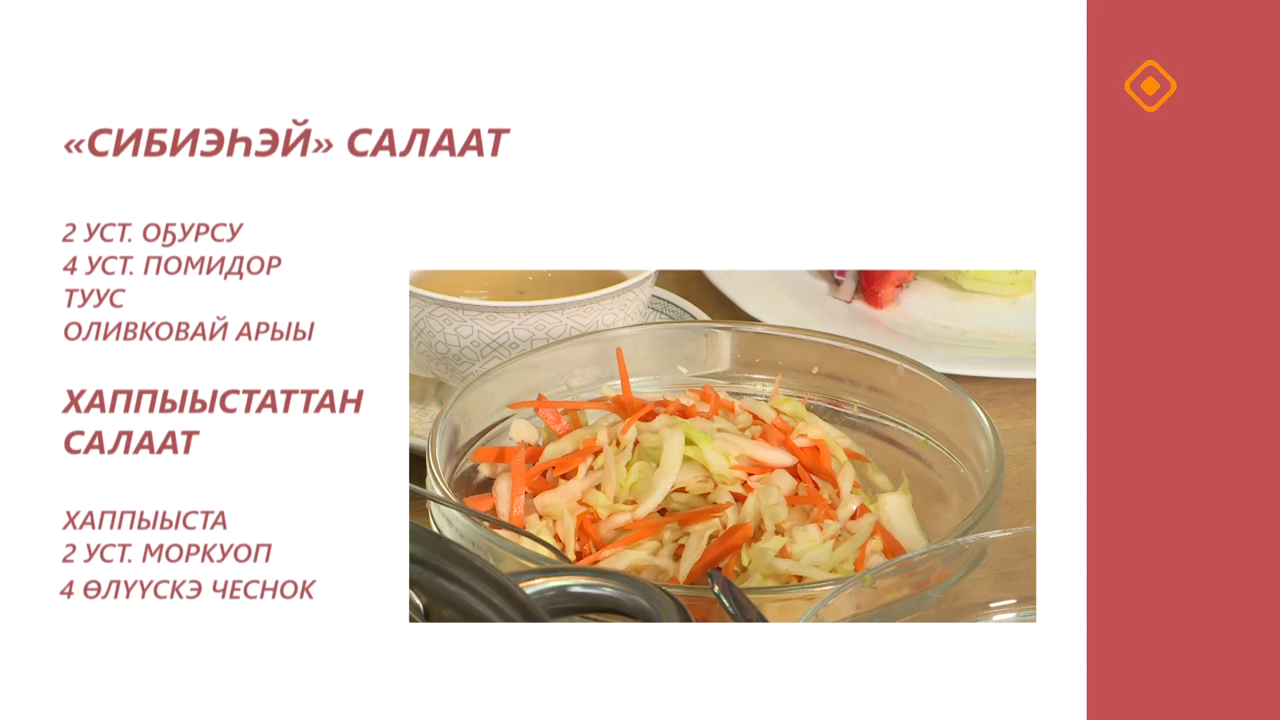 «СИБИЭҺЭЙ» САЛААТ
2 УСТ. ОҔУРСУ
4 УСТ. ПОМИДОР
ТУУС
ОЛИВКОВАЙ АРЫЫ
ХАППЫЫСТАТТАН
САЛААТ
ХАППЫЫСТА
2 УСТ. МОРКУОП
4 ӨЛҮҮСКЭ ЧЕСНОК